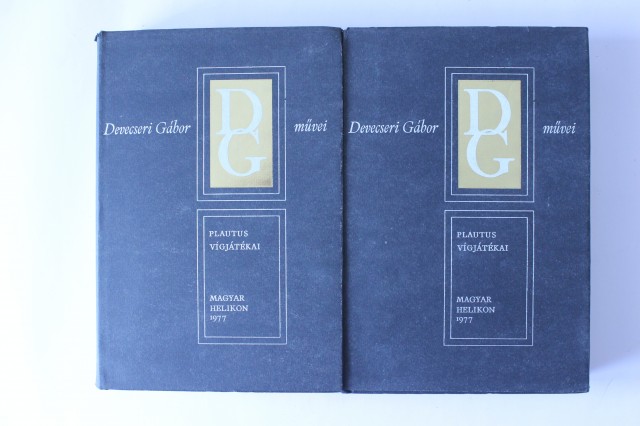 Devecseri Gábor DG művei
PLAUTUS
VÍGJÁTÉKAI
MAGYAR
HELIKON
1977
Devecseri Gábor DG művei
PLAUTUS
VÍGJÁTÉKAI
MAGYAR
HELIKON
1977